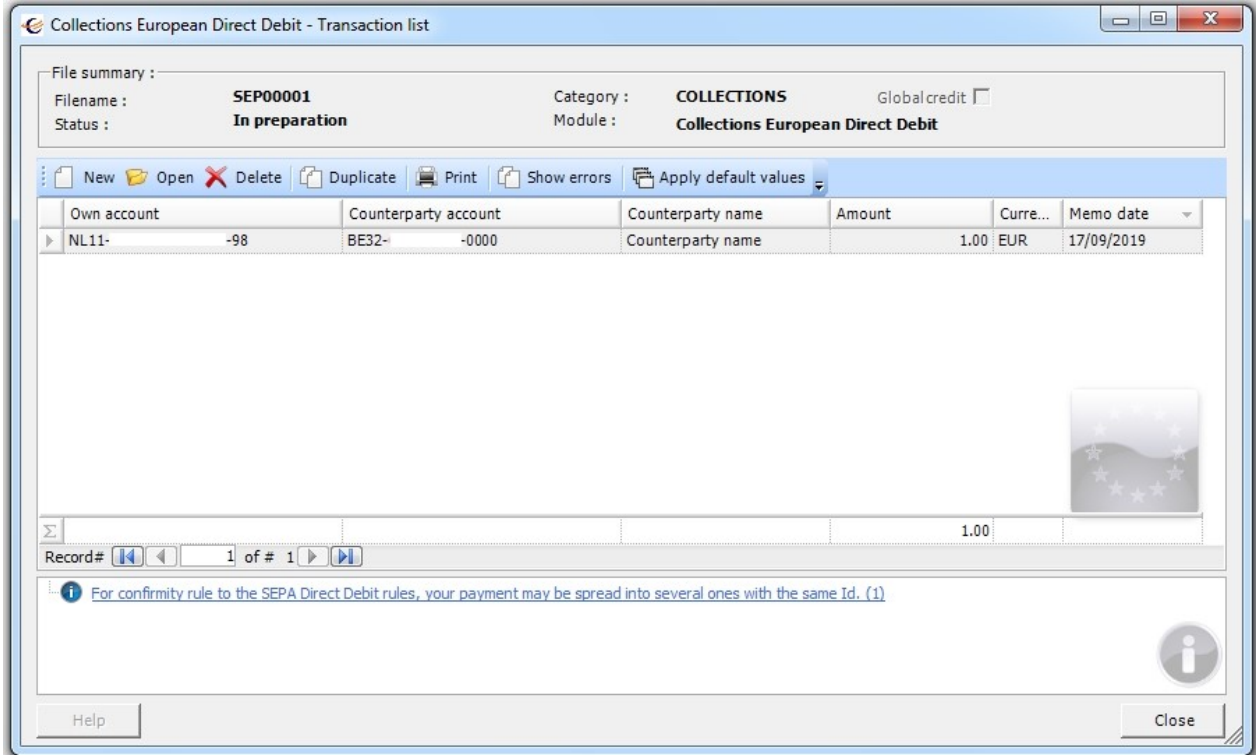 Collections European Direct Debit - Transaction list
File summary :
Filename : SEP00001 Category : COLLECTIONS Globalcredit
Status : In preparation Module : Collections European Direct Debit
New Open Delete Duplicate Print Show errors Apply default values
Own account Counterparty account Counterparty name Amount Curre... Memo date
NL11- -98 BE32- -0000 Counterparty name 1.00 EUR 17/09/2019
Σ 1.00
Record# 1 of # 1
For confirmity rule to the SEPA Direct Debit rules, your payment may be spread into several ones with the same Id. (1)
Help Close